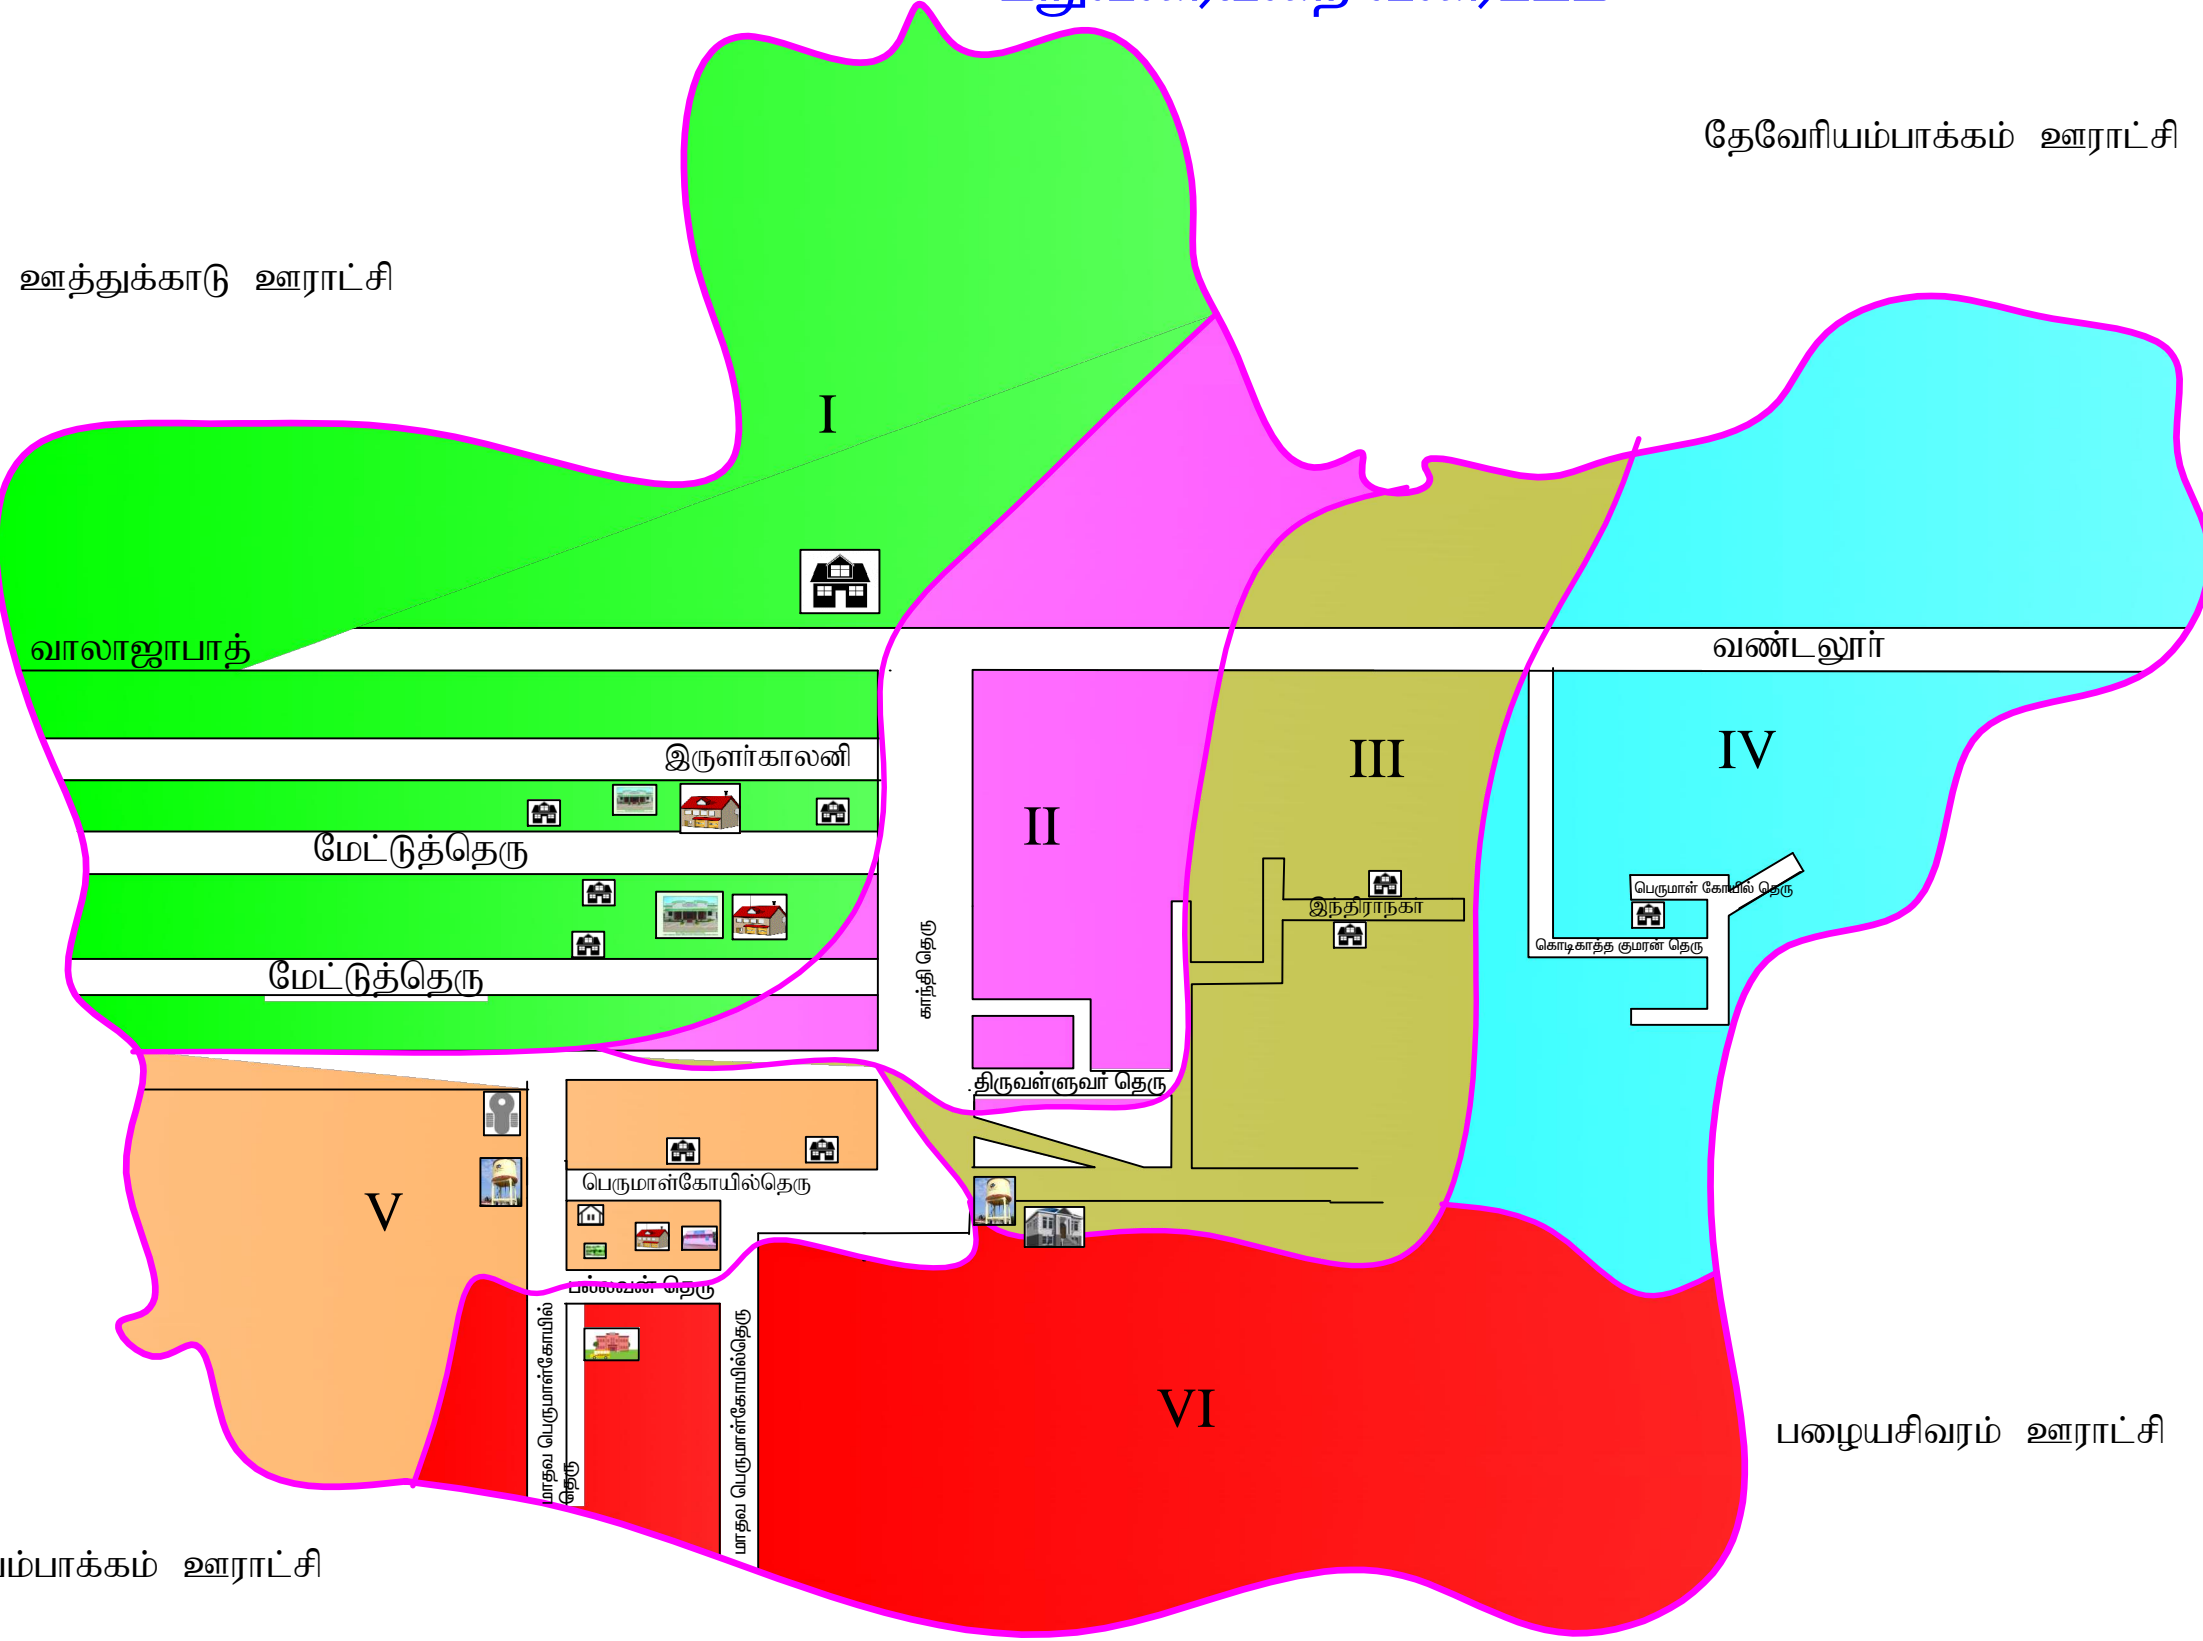 தேவேரியம்பாக்கம் ஊராட்சி
ஊத்துக்காடு ஊராட்சி
I
வாலாஜாபாத்
வண்டலூர்
இருளர்காலனி
IV
III
II
மேட்டுத்தெரு
பெருமாள் கோயில் தெரு
இந்திராநகர்
கொடிகாத்த குமரன் தெரு
காந்தி தெரு
மேட்டுத்தெரு
திருவள்ளுவர் தெரு
பெருமாள்கோயில்தெரு
V
பல்லவன் தெரு
மாதவ பெருமாள்கோயில்
தெரு
மாதவ பெருமாள்கோயில்தெரு
VI
பழையசிவரம் ஊராட்சி
ம்பாக்கம் ஊராட்சி